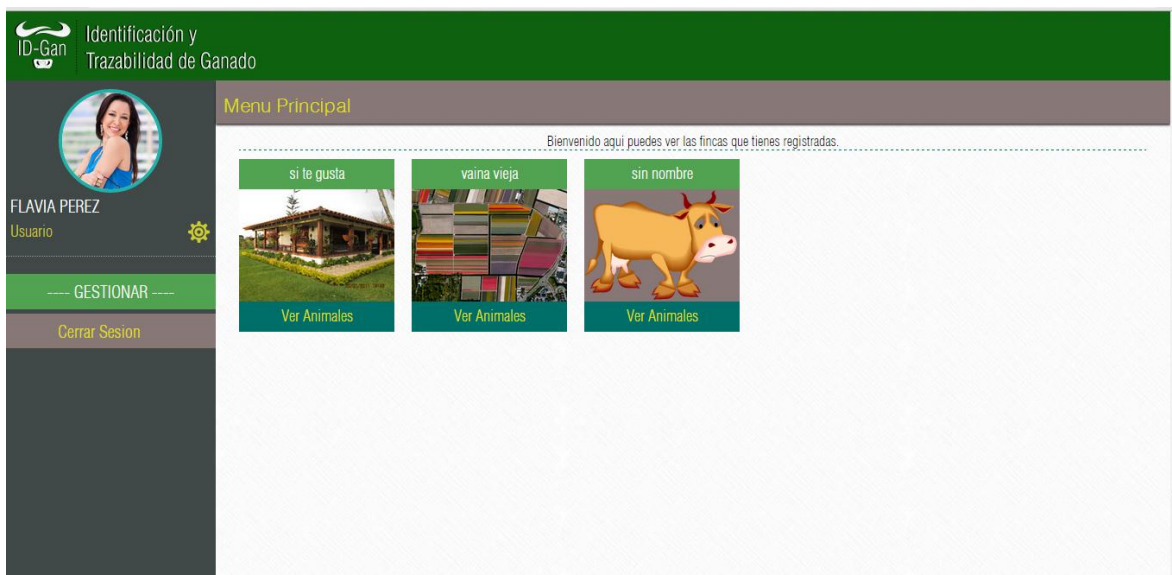 ID-Gan
Identificación y
Trazabilidad de Ganado
FLAVIA PEREZ
Usuario
---- GESTIONAR ----
Cerrar Sesion
Menu Principal
Bienvenido aqui puedes ver las fincas que tienes registradas.
si te gusta
Ver Animales
vaina vieja
Ver Animales
sin nombre
Ver Animales